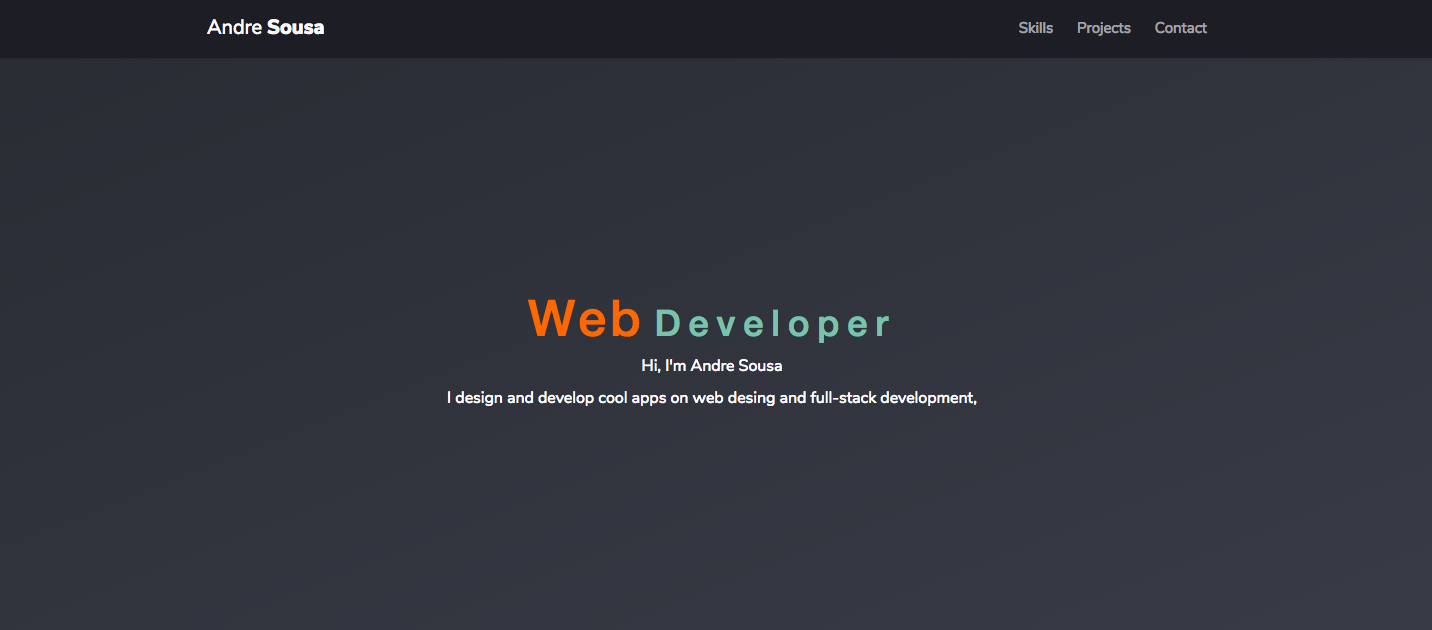 Andre Sousa
Skills Projects Contact
Web Developer
Hi, I'm Andre Sousa
I design and develop cool apps on web desing and full-stack development,